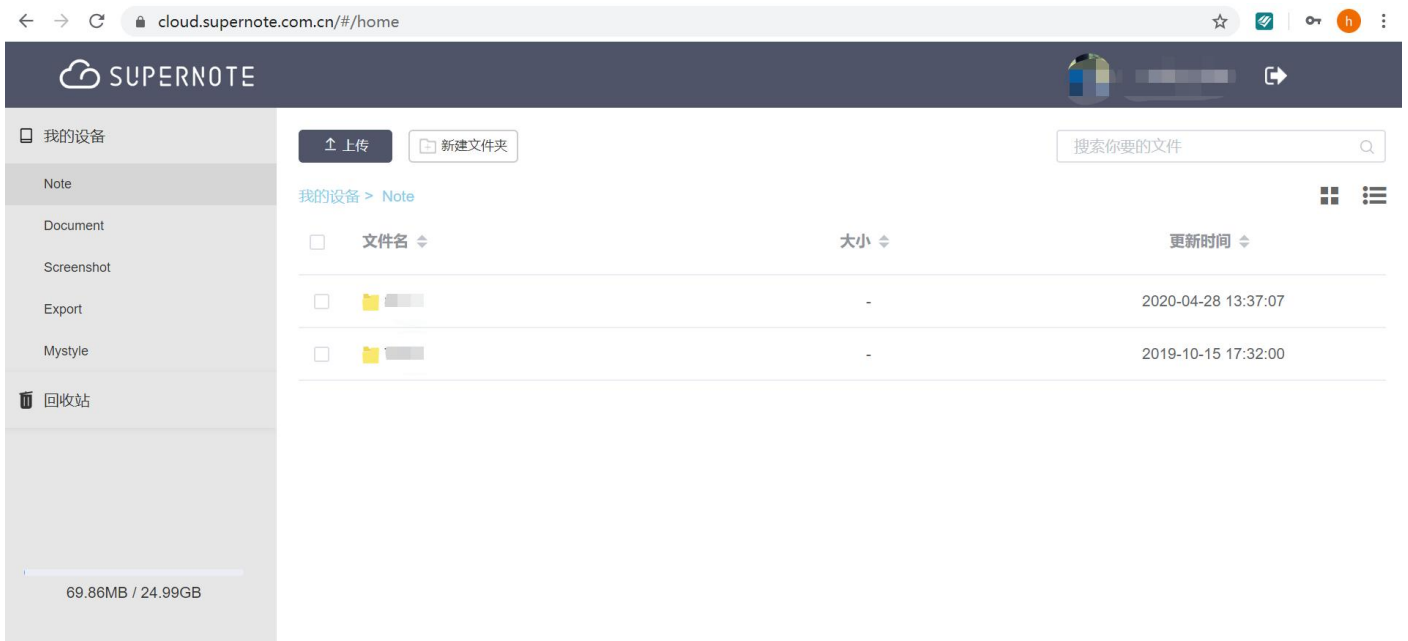 cloud.supernote.com.cn/#/home
h
SUPERNOTE
我的设备
Note
Document
Screenshot
Export
Mystyle
回收站
69.86MB / 24.99GB
上传
新建文件夹
搜索你要的文件
我的设备 > Note
文件名 大小 更新时间
- 2020-04-28 13:37:07
- 2019-10-15 17:32:00